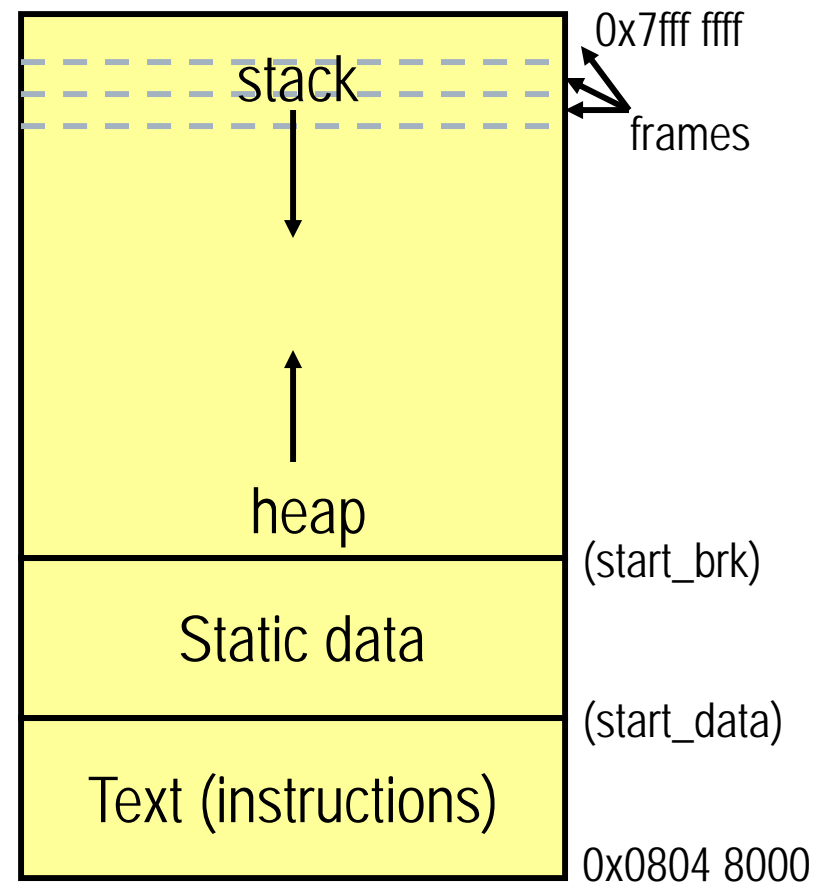 0x7fff ffff
stack
frames
heap
(start_brk)
Static data
(start_data)
Text (instructions)
0x0804 8000